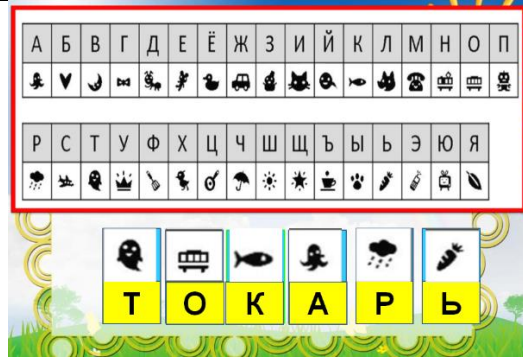 А Б В Г Д Е Ё Ж З И Й К Л М Н О П
Р С Т У Ф Х Ц Ч Ш Щ Ъ Ы Ь Э Ю Я
Т О К А Р Ь